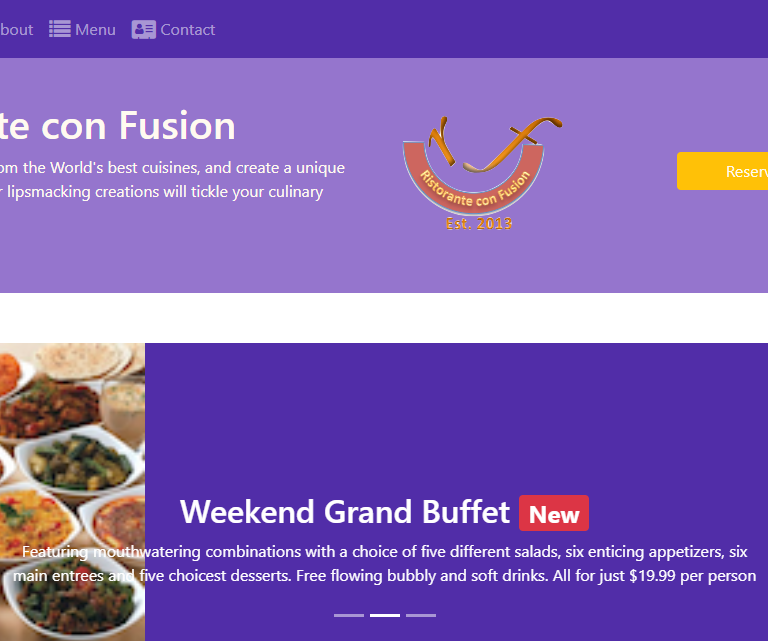 bout Menu Contact
te con Fusion
om the World's best cuisines, and create a unique
r lipsmacking creations will tickle your culinary
Ristorante con Fusion
Est. 2013
Reserv
Weekend Grand Buffet New
Featuring mouthwatering combinations with a choice of five different salads, six enticing appetizers, six
main entrees and five choicest desserts. Free flowing bubbly and soft drinks. All for just $19.99 per person